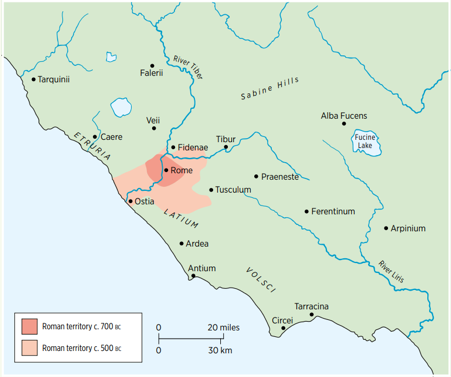 River Tiber
Falerii
Tarquinii
Sabine Hills
Alba Fucens
Veii
Fucine
Lake
Caere
ETRURIA
Fidenae
Tibur
Rome
Praeneste
Tusculum
Ostia
LATIUM
Ferentinum
Arpinium
Ardea
River Liris
Antium
VOLSCI
Tarracina
Circei
Roman territory c. 700 BC
Roman territory c. 500 BC
0 20 miles
0 30 km